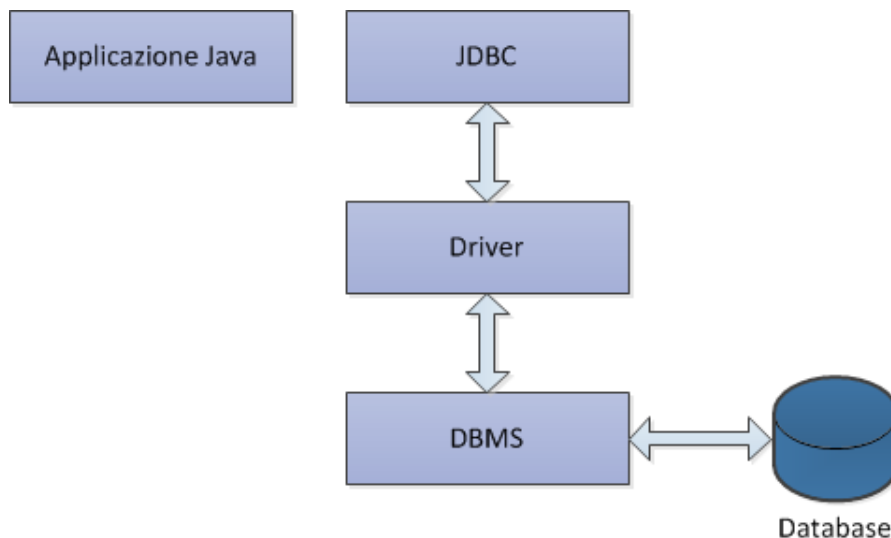 Applicazione Java
JDBC
Driver
DBMS
Database